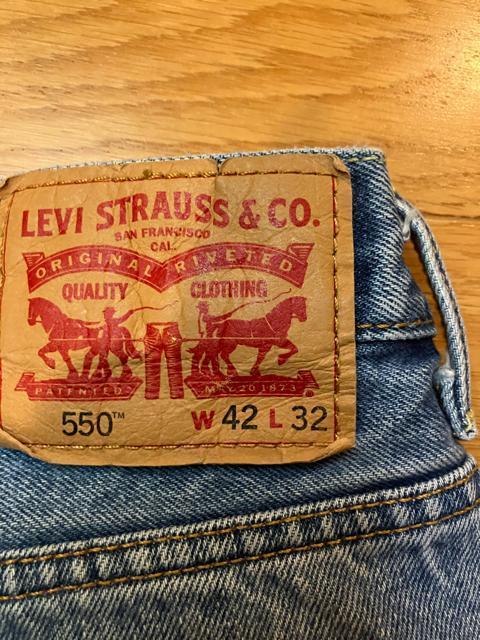 LEVI STRAUSS & CO.
SAN FRANCISCO
CAL.
ORIGINAL RIVETED
QUALITY CLOTHING
PATENTED MAY 20 1873
®
550™ W 42 L 32